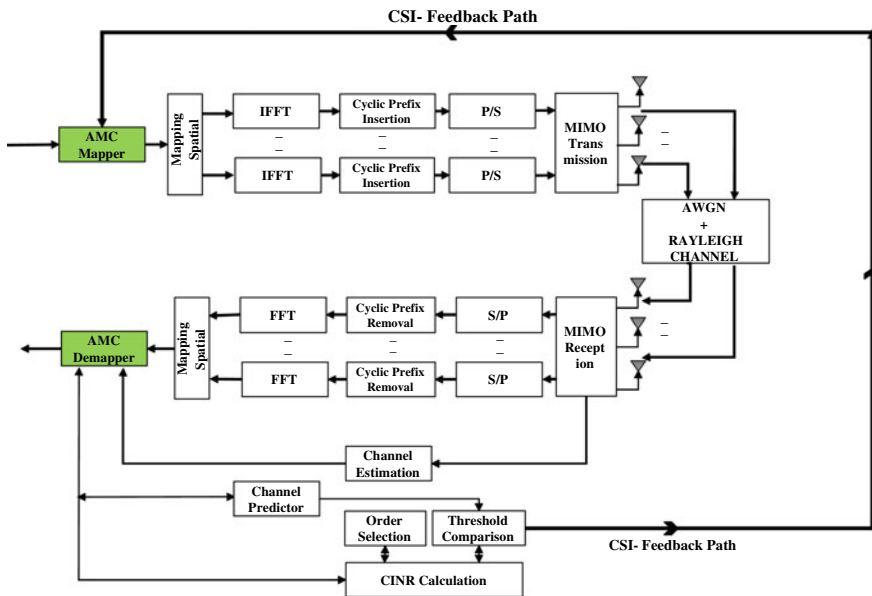 CSI- Feedback Path
AMC
Mapper
Mapping
Spatial
IFFT
Cyclic Prefix
Insertion
P/S
IFFT
Cyclic Prefix
Insertion
P/S
MIMO
Trans
mission
AWGN
+
RAYLEIGH
CHANNEL
AMC
Demapper
Mapping
Spatial
FFT
Cyclic Prefix
Removal
S/P
FFT
Cyclic Prefix
Removal
S/P
MIMO
Recept
ion
Channel
Estimation
Channel
Predictor
Order
Selection
Threshold
Comparison
CSI- Feedback Path
CINR Calculation